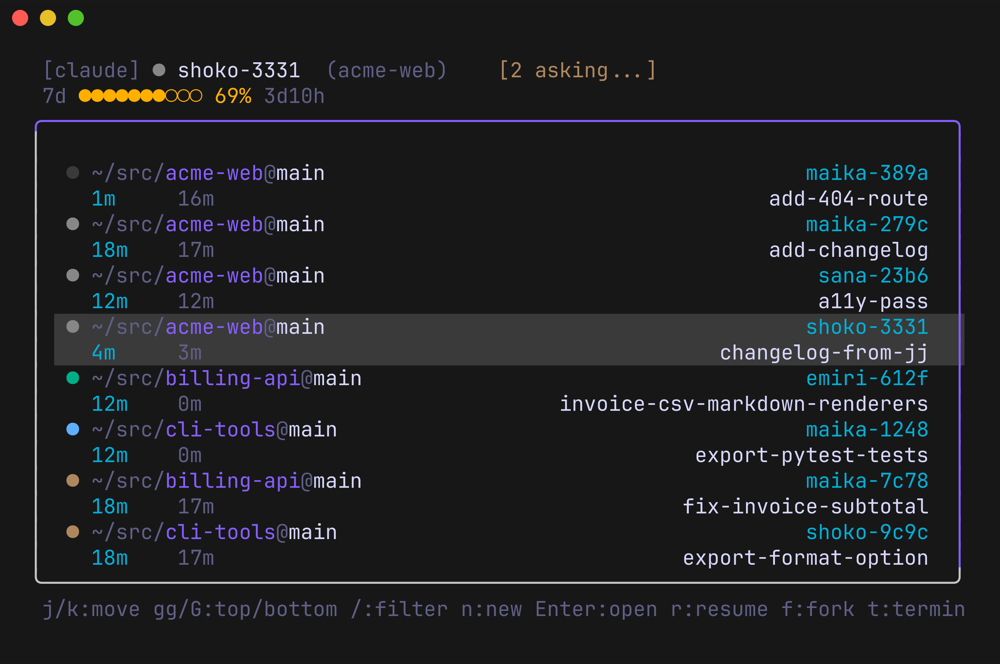 [claude] ● shoko-3331 (acme-web) [2 asking...]
7d ●●●●●●●○○○ 69% 3d10h
● ~/src/acme-web@main maika-389a
1m 16m add-404-route
● ~/src/acme-web@main maika-279c
18m 17m add-changelog
● ~/src/acme-web@main sana-23b6
12m 12m a11y-pass
● ~/src/acme-web@main shoko-3331
4m 3m changelog-from-jj
● ~/src/billing-api@main emiri-612f
12m 0m invoice-csv-markdown-renderers
● ~/src/cli-tools@main maika-1248
12m 0m export-pytest-tests
● ~/src/billing-api@main maika-7c78
18m 17m fix-invoice-subtotal
● ~/src/cli-tools@main shoko-9c9c
18m 17m export-format-option
j/k:move gg/G:top/bottom /:filter n:new Enter:open r:resume f:fork t:termin